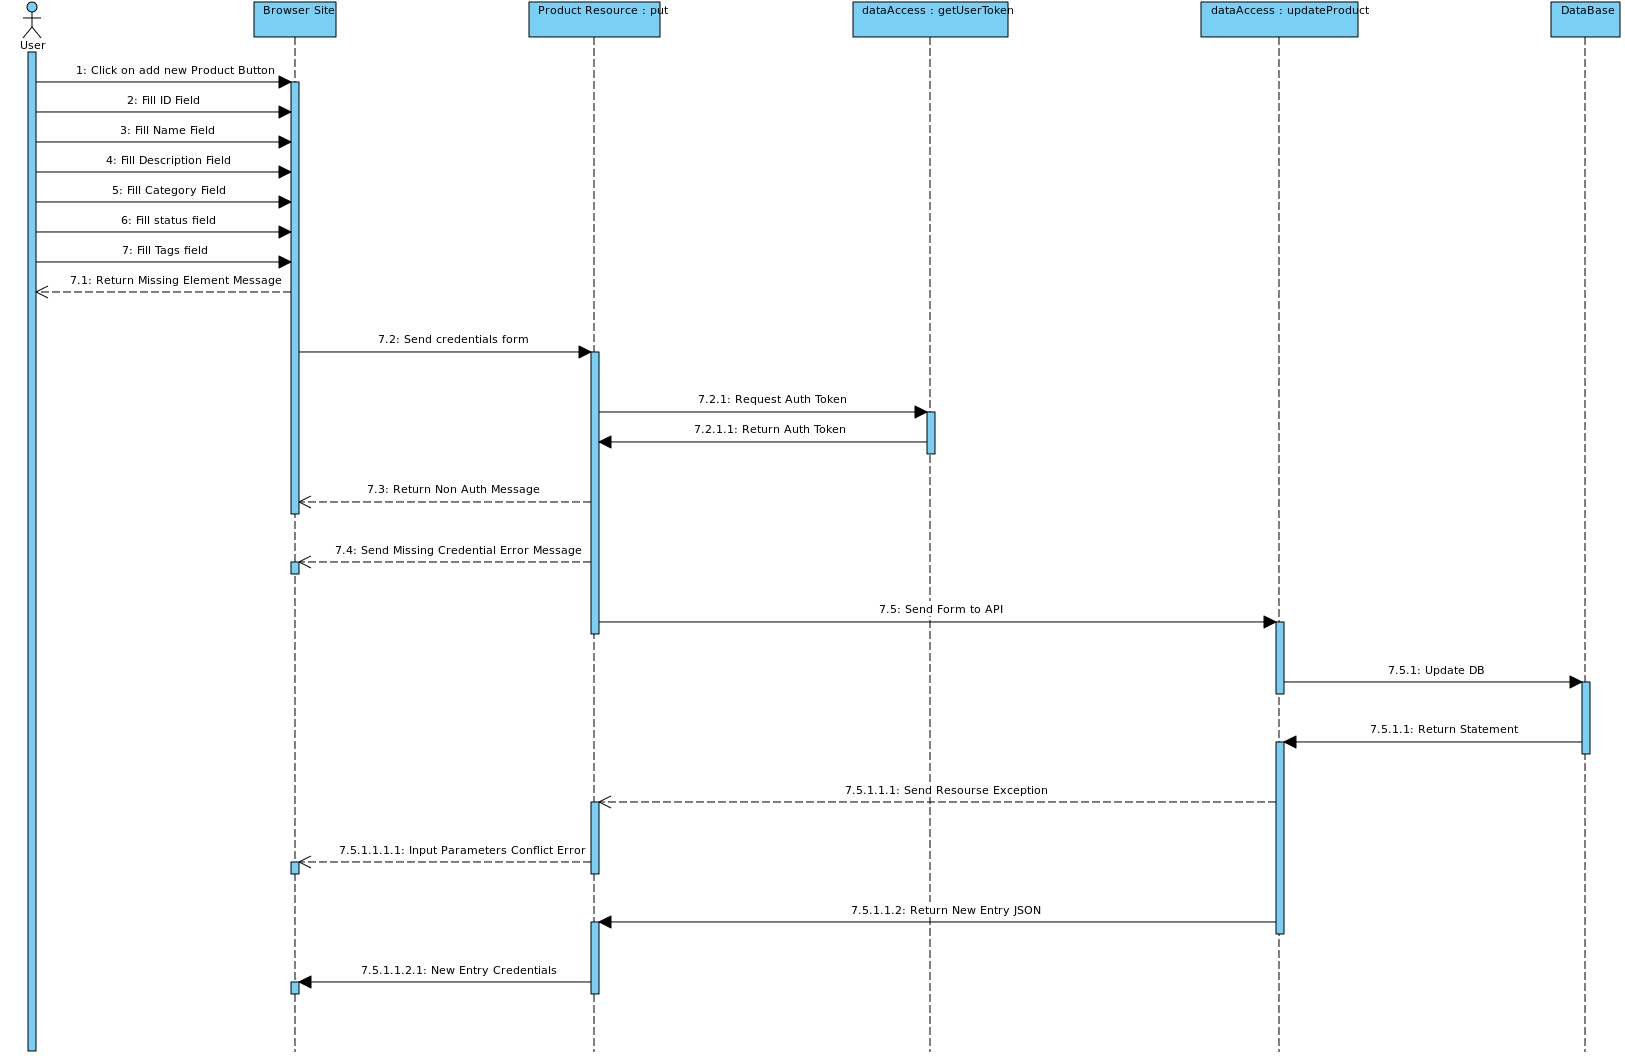 Browser Site
Product Resource : put
dataAccess : getUserToken
dataAccess : updateProduct
DataBase
User
1: Click on add new Product Button
2: Fill ID Field
3: Fill Name Field
4: Fill Description Field
5: Fill Category Field
6: Fill status field
7: Fill Tags field
7.1: Return Missing Element Message
7.2: Send credentials form
7.2.1: Request Auth Token
7.2.1.1: Return Auth Token
7.3: Return Non Auth Message
7.4: Send Missing Credential Error Message
7.5: Send Form to API
7.5.1: Update DB
7.5.1.1: Return Statement
7.5.1.1.1: Send Resourse Exception
7.5.1.1.1.1: Input Parameters Conflict Error
7.5.1.1.2: Return New Entry JSON
7.5.1.1.2.1: New Entry Credentials